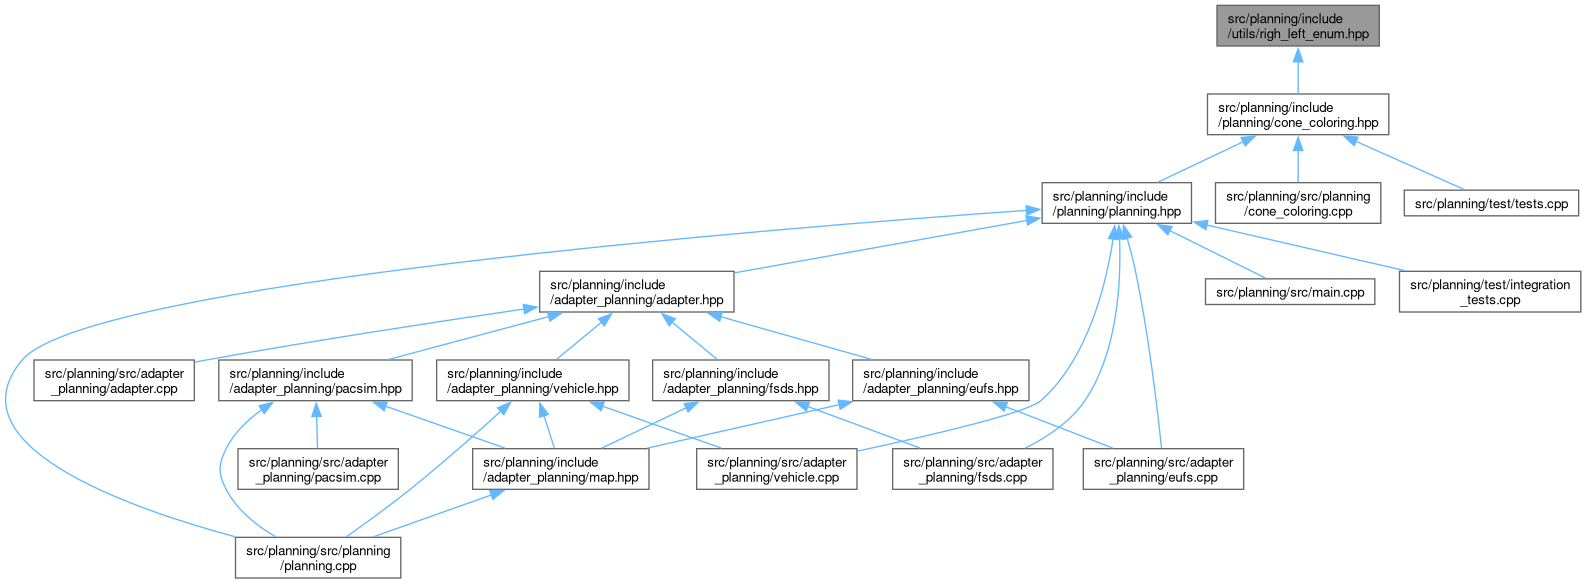 src/planning/include
/utils/righ_left_enum.hpp
src/planning/include
/planning/cone_coloring.hpp
src/planning/include
/planning/planning.hpp
src/planning/src/planning
/cone_coloring.cpp
src/planning/test/tests.cpp
src/planning/include
/adapter_planning/adapter.hpp
src/planning/src/main.cpp
src/planning/test/integration
_tests.cpp
src/planning/src/adapter
_planning/adapter.cpp
src/planning/include
/adapter_planning/pacsim.hpp
src/planning/include
/adapter_planning/vehicle.hpp
src/planning/include
/adapter_planning/fsds.hpp
src/planning/include
/adapter_planning/eufs.hpp
src/planning/src/adapter
_planning/pacsim.cpp
src/planning/include
/adapter_planning/map.hpp
src/planning/src/adapter
_planning/vehicle.cpp
src/planning/src/adapter
_planning/fsds.cpp
src/planning/src/adapter
_planning/eufs.cpp
src/planning/src/planning
/planning.cpp